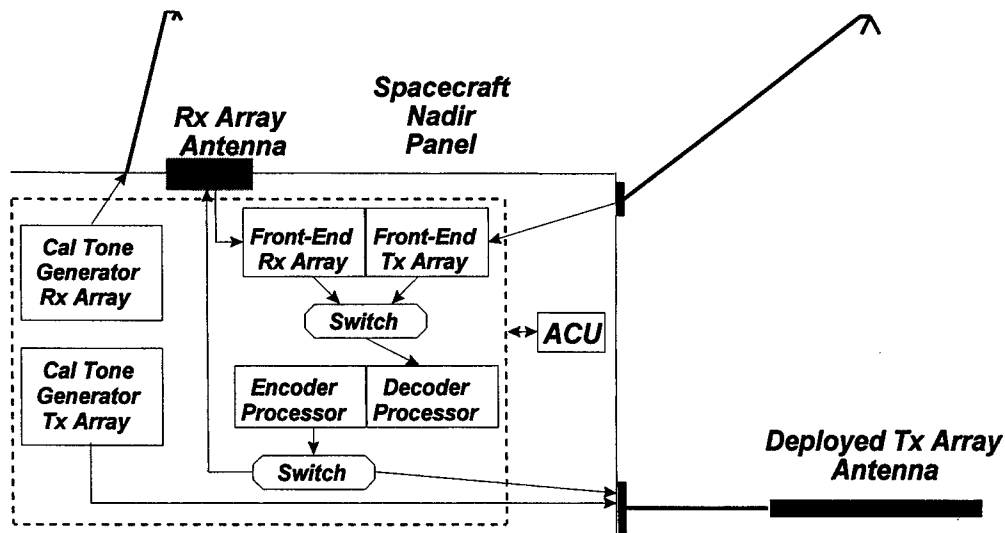 Rx Array
Antenna
Spacecraft
Nadir
Panel
Cal Tone
Generator
Rx Array
Front-End
Rx Array
Front-End
Tx Array
Switch
ACU
Cal Tone
Generator
Tx Array
Encoder
Processor
Decoder
Processor
Switch
Deployed Tx Array
Antenna